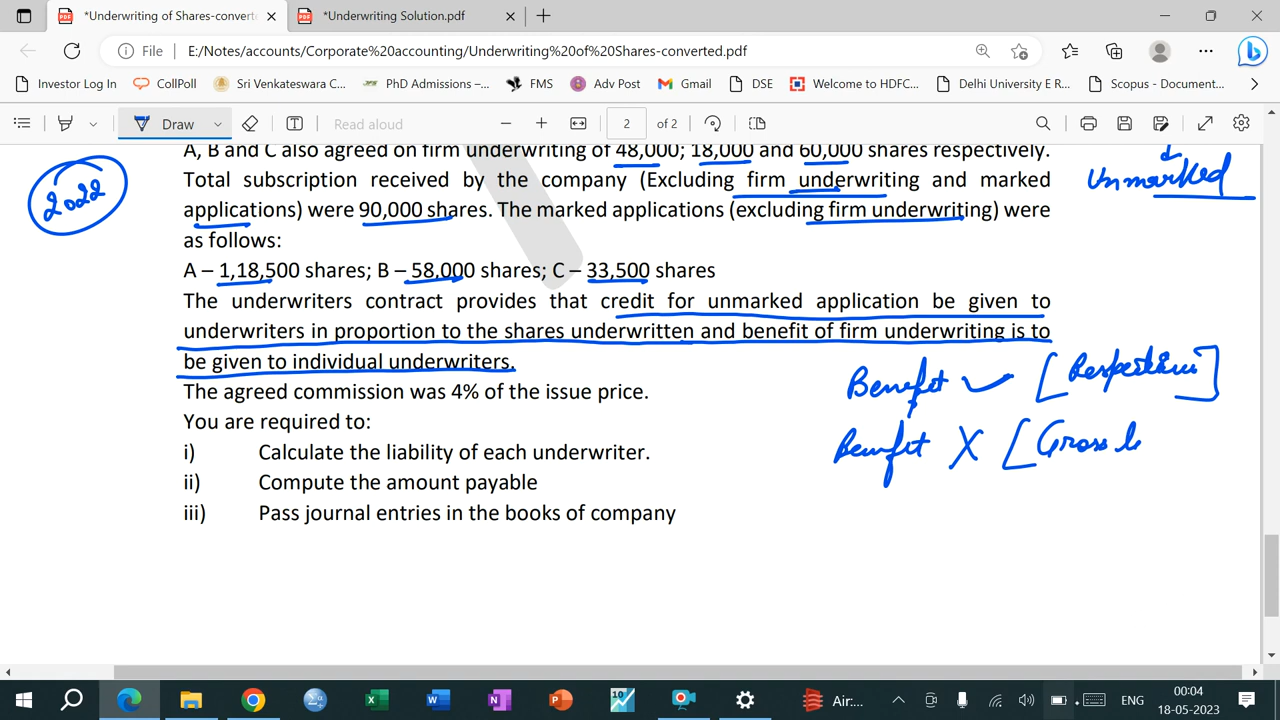 *Underwriting of Shares-convert
*Underwriting Solution.pdf
File E:/Notes/accounts/Corporate%20accounting/Underwriting%20of%20Shares-converted.pdf
Investor Log In CollPoll Sri Venkateswara C... PhD Admissions –... FMS Adv Post Gmail DSE Welcome to HDFC... Delhi University E R... Scopus - Document...
Draw Read aloud 2 of 2
A, B and C also agreed on firm underwriting of 48,000; 18,000 and 60,000 shares respectively.
Total subscription received by the company (Excluding firm underwriting and marked
applications) were 90,000 shares. The marked applications (excluding firm underwriting) were
as follows:
A – 1,18,500 shares; B – 58,000 shares; C – 33,500 shares
The underwriters contract provides that credit for unmarked application be given to
underwriters in proportion to the shares underwritten and benefit of firm underwriting is to
be given to individual underwriters.
The agreed commission was 4% of the issue price.
You are required to:
i) Calculate the liability of each underwriter.
ii) Compute the amount payable
iii) Pass journal entries in the books of company
2022
Unmarked
Benefit ✓
Benefit X [Gross
10
Air:...
ENG
00:04
18-05-2023